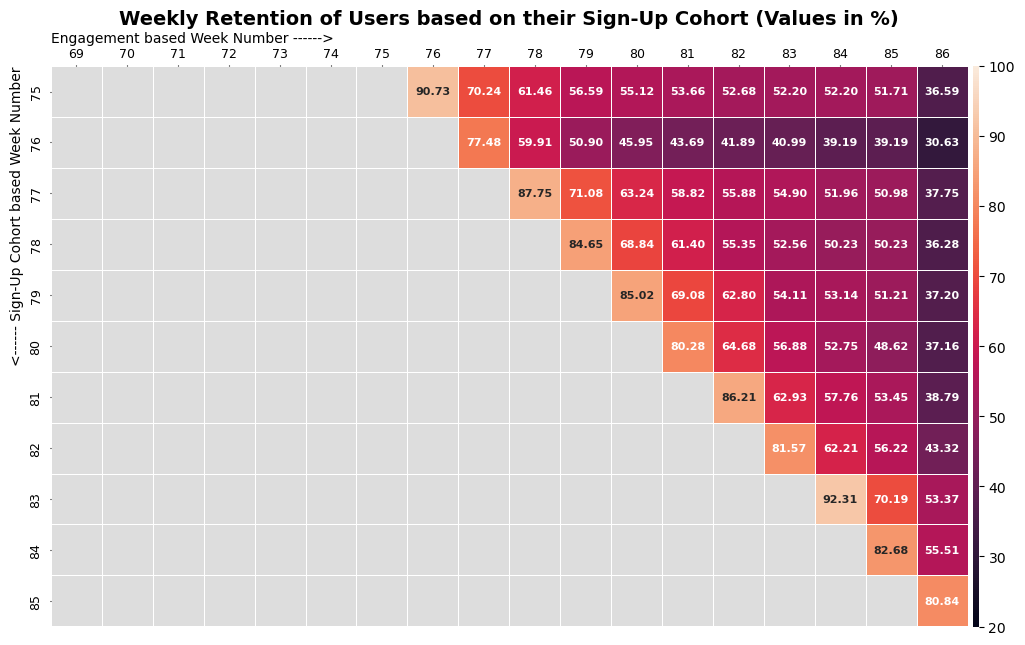 Weekly Retention of Users based on their Sign-Up Cohort (Values in %)
Engagement based Week Number ------>
69 70 71 72 73 74 75 76 77 78 79 80 81 82 83 84 85 86
<------ Sign-Up Cohort based Week Number
75 90.73 70.24 61.46 56.59 55.12 53.66 52.68 52.20 52.20 51.71 36.59
76 77.48 59.91 50.90 45.95 43.69 41.89 40.99 39.19 39.19 30.63
77 87.75 71.08 63.24 58.82 55.88 54.90 51.96 50.98 37.75
78 84.65 68.84 61.40 55.35 52.56 50.23 50.23 36.28
79 85.02 69.08 62.80 54.11 53.14 51.21 37.20
80 80.28 64.68 56.88 52.75 48.62 37.16
81 86.21 62.93 57.76 53.45 38.79
82 81.57 62.21 56.22 43.32
83 92.31 70.19 53.37
84 82.68 55.51
85 80.84
100
90
80
70
60
50
40
30
20